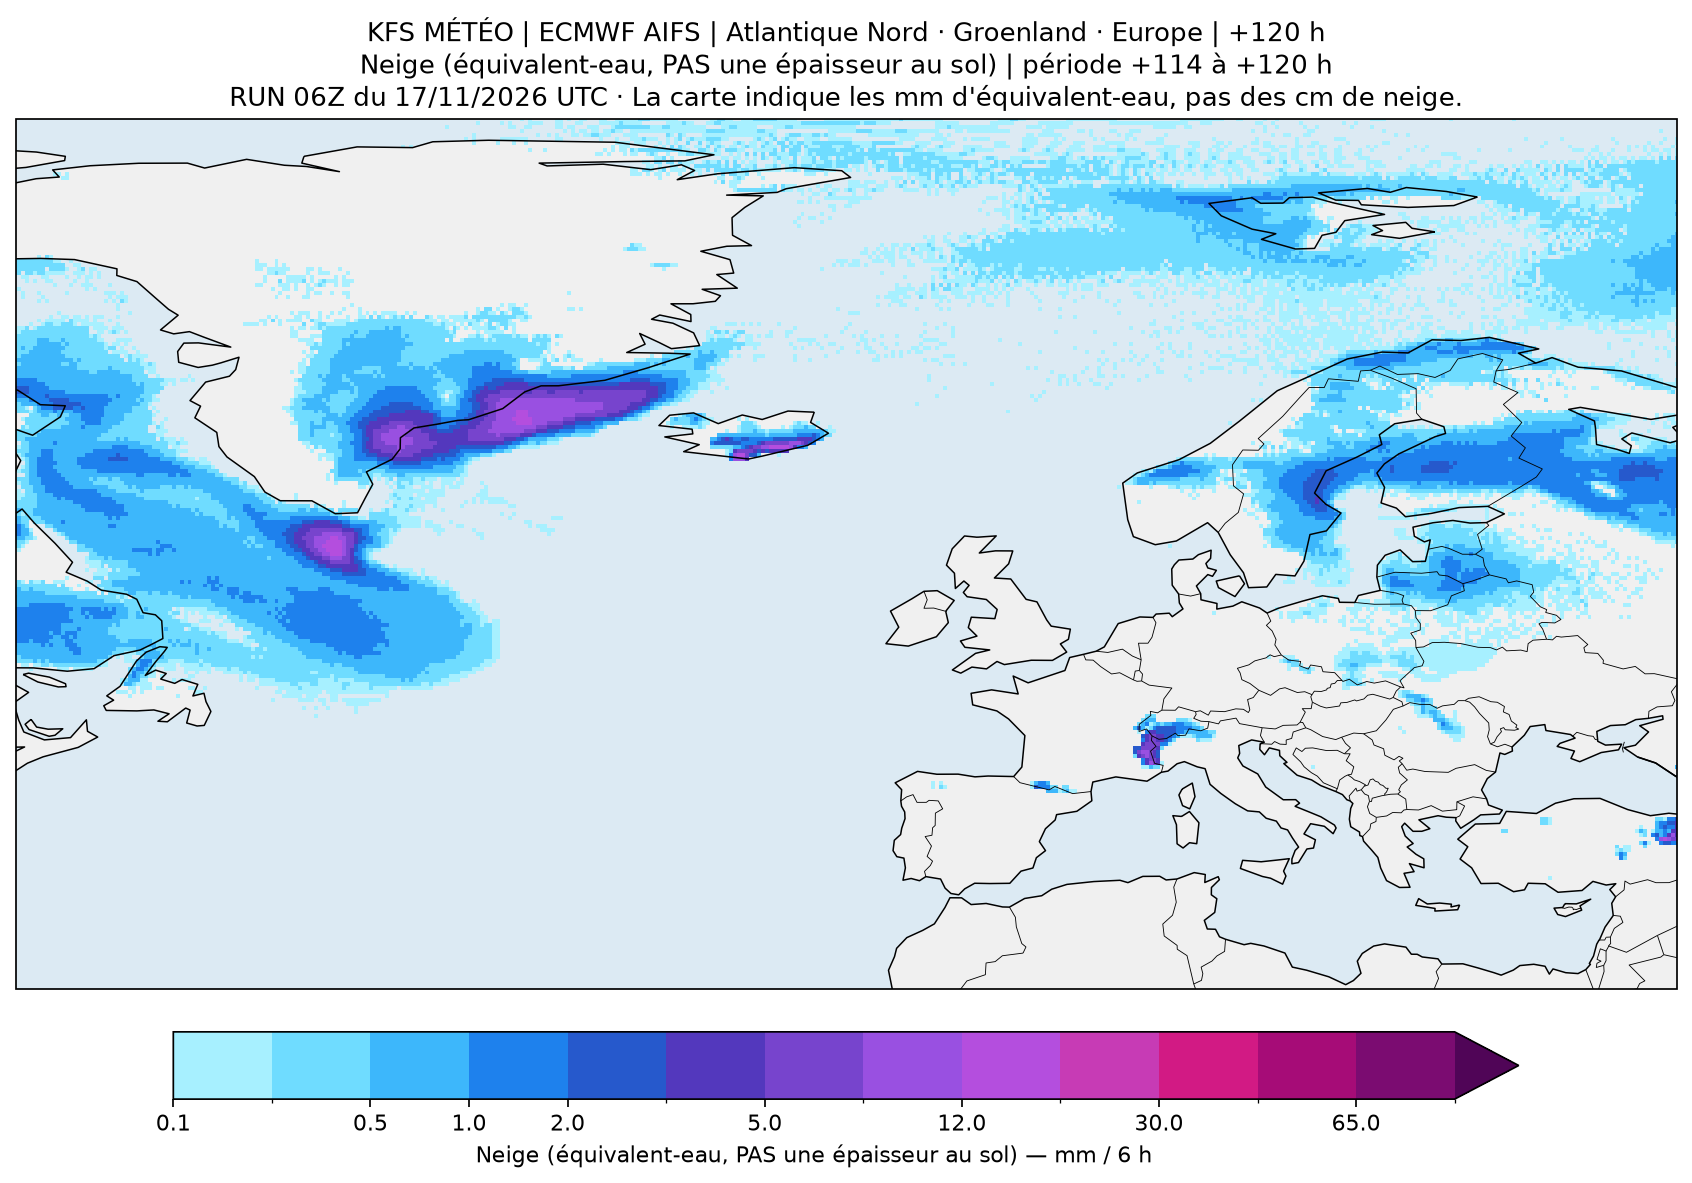 KFS MÉTÉO | ECMWF AIFS | Atlantique Nord · Groenland · Europe | +120 h
Neige (équivalent-eau, PAS une épaisseur au sol) | période +114 à +120 h
RUN 06Z du 17/11/2026 UTC · La carte indique les mm d'équivalent-eau, pas des cm de neige.
0.1 0.5 1.0 2.0 5.0 12.0 30.0 65.0
Neige (équivalent-eau, PAS une épaisseur au sol) — mm / 6 h